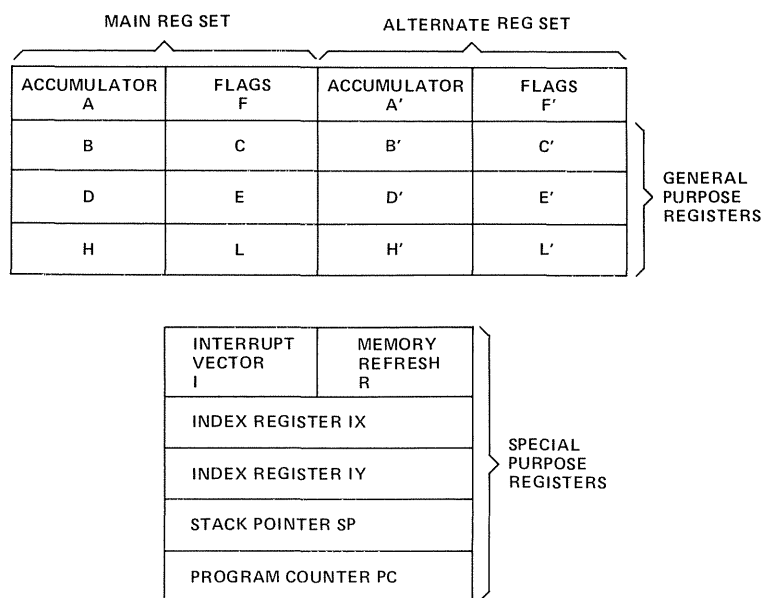 MAIN REG SET
ALTERNATE REG SET
ACCUMULATOR
A
FLAGS
F
ACCUMULATOR
A'
FLAGS
F'
B
C
B'
C'
D
E
D'
E'
H
L
H'
L'
GENERAL
PURPOSE
REGISTERS
INTERRUPT
VECTOR
I
MEMORY
REFRESH
R
INDEX REGISTER IX
INDEX REGISTER IY
STACK POINTER SP
PROGRAM COUNTER PC
SPECIAL
PURPOSE
REGISTERS